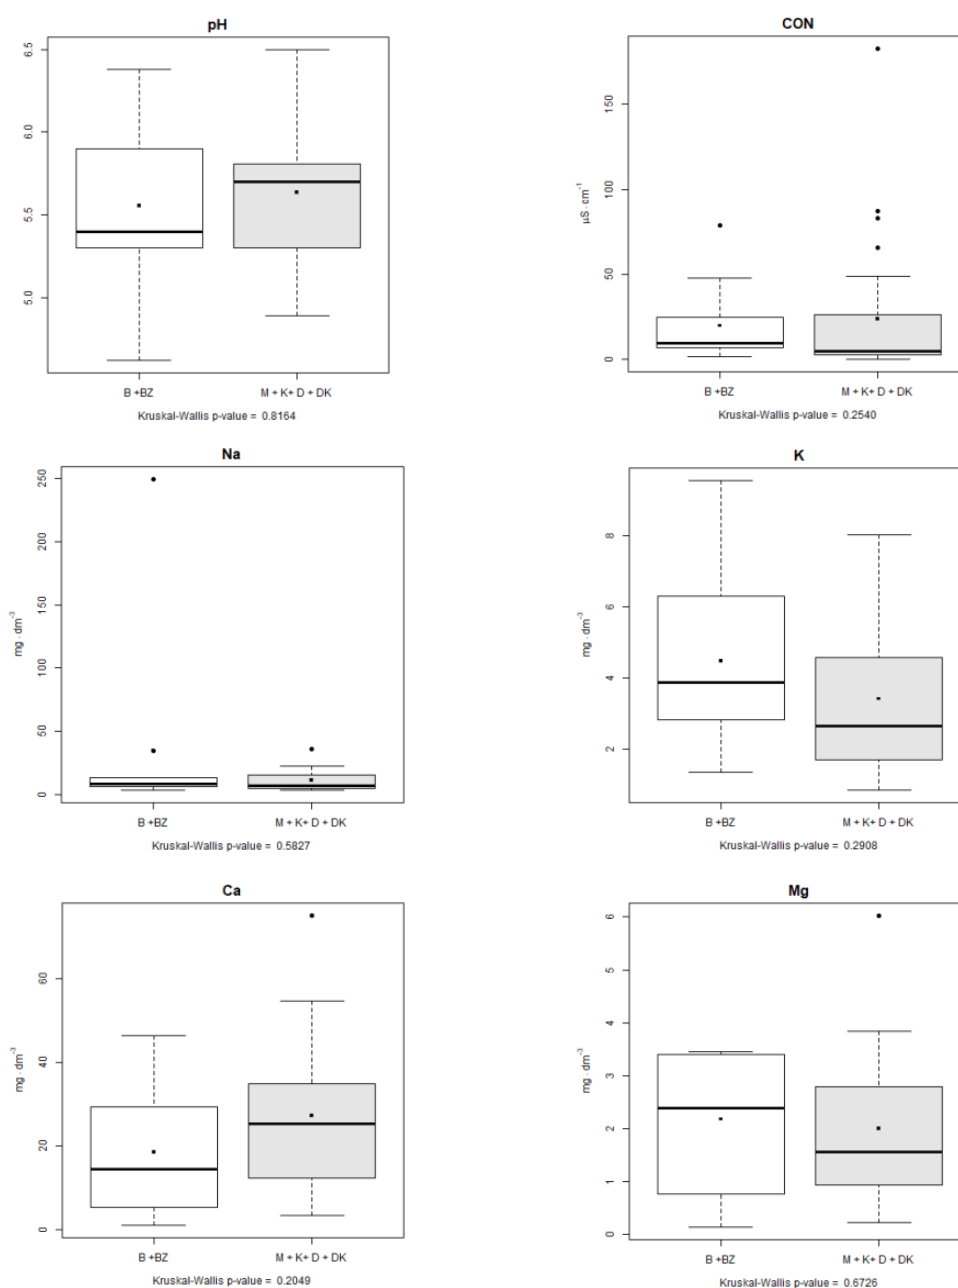 pH
6.5
6.0
5.5
5.0
B +BZ
M + K+ D + DK
Kruskal-Wallis p-value = 0.8164
CON
150
100
50
0
µS · cm⁻¹
B +BZ
M + K+ D + DK
Kruskal-Wallis p-value = 0.2540
Na
250
200
150
100
50
0
mg · dm⁻³
B +BZ
M + K+ D + DK
Kruskal-Wallis p-value = 0.5827
K
8
6
4
2
mg · dm⁻³
B +BZ
M + K+ D + DK
Kruskal-Wallis p-value = 0.2908
Ca
60
40
20
0
mg · dm⁻³
B +BZ
M + K+ D + DK
Kruskal-Wallis p-value = 0.2049
Mg
6
5
4
3
2
1
0
mg · dm⁻³
B +BZ
M + K+ D + DK
Kruskal-Wallis p-value = 0.6726